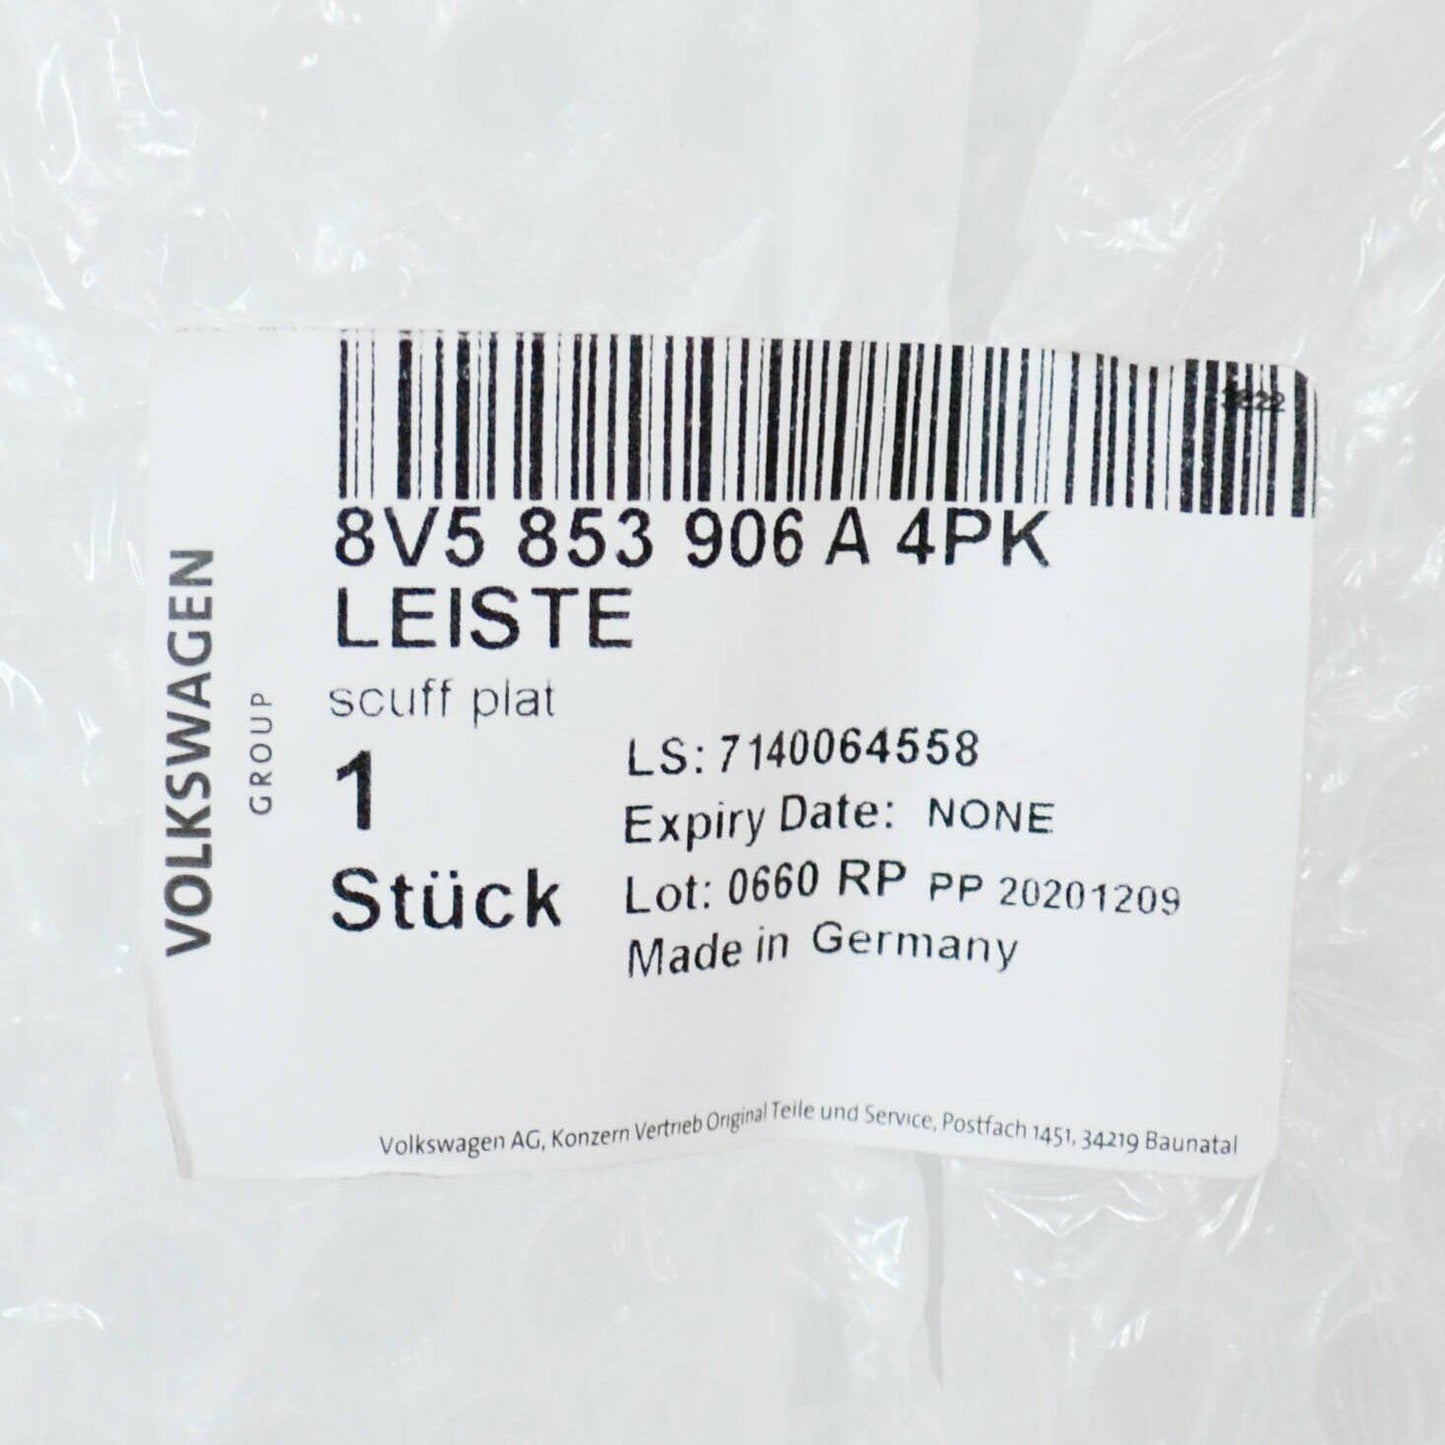 8V5 853 906 A 4PK
LEISTE
scuff plat
1
Stück
LS: 7140064558
Expiry Date: NONE
Lot: 0660 RP PP 20201209
Made in Germany
VOLKSWAGEN
GROUP
Volkswagen AG, Konzern Vertrieb Original Teile und Service, Postfach 1451, 34219 Baunatal